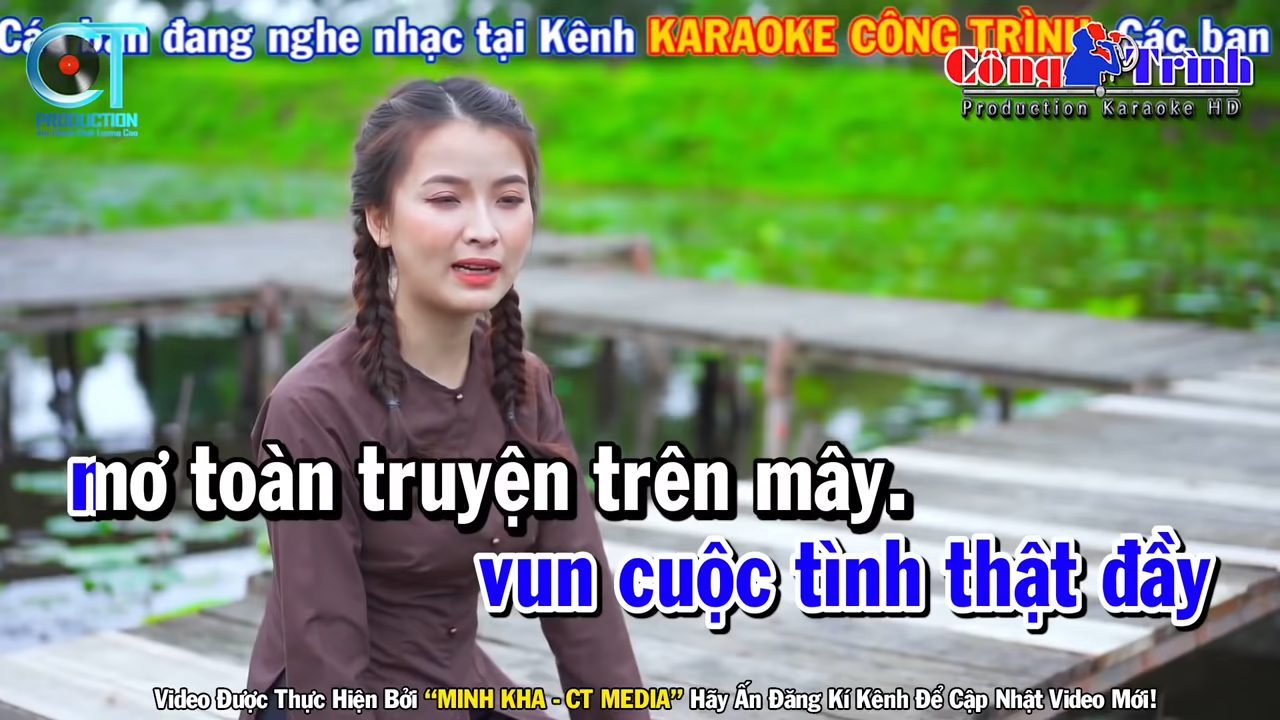 đang nghe nhạc tại Kênh KARAOKE CÔNG TRÌNH Các bạn
CT
PRODUCTION
Công Trình
Production Karaoke HD
mơ toàn truyện trên mây.
vun cuộc tình thật đầy
Video Được Thực Hiện Bởi “MINH KHA - CT MEDIA” Hãy Ấn Đăng Kí Kênh Để Cập Nhật Video Mới!